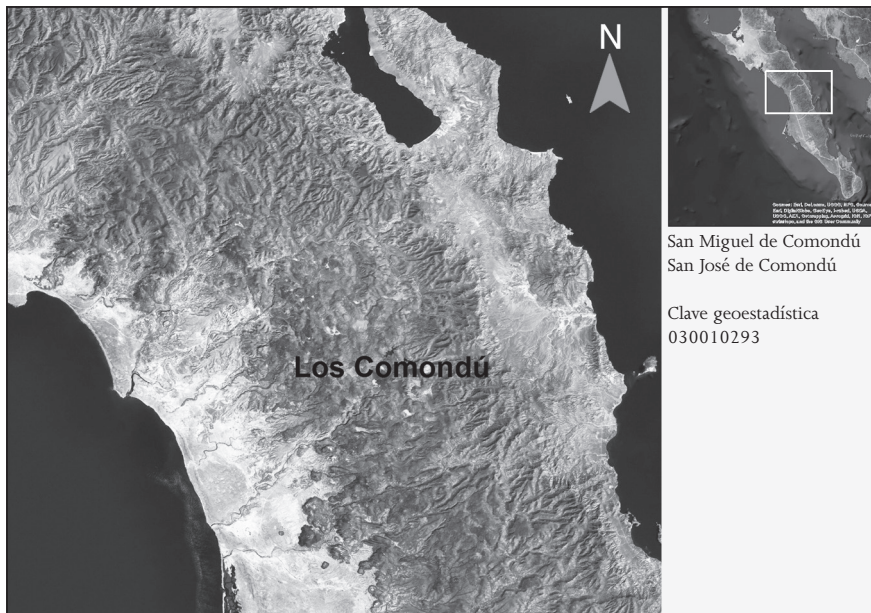 N
Los Comondú
San Miguel de Comondú
San José de Comondú
Clave geoestadística
030010293